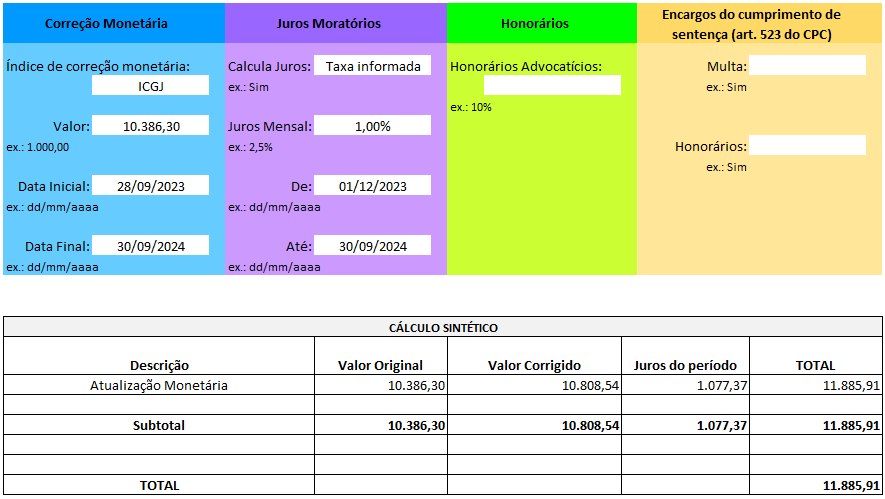 Correção Monetária Juros Moratórios Honorários Encargos do cumprimento de
sentença (art. 523 do CPC)
Índice de correção monetária: Calcula Juros: Taxa informada Honorários Advocatícios: Multa:
ICGJ ex.: Sim ex.: Sim
ex.: 10%
Valor: 10.386,30 Juros Mensal: 1,00%
ex.: 1.000,00 ex.: 2,5% Honorários:
ex.: Sim
Data Inicial: 28/09/2023 De: 01/12/2023
ex.: dd/mm/aaaa ex.: dd/mm/aaaa
Data Final: 30/09/2024 Até: 30/09/2024
ex.: dd/mm/aaaa ex.: dd/mm/aaaa
CÁLCULO SINTÉTICO
Descrição Valor Original Valor Corrigido Juros do período TOTAL
Atualização Monetária 10.386,30 10.808,54 1.077,37 11.885,91
Subtotal 10.386,30 10.808,54 1.077,37 11.885,91
TOTAL 11.885,91